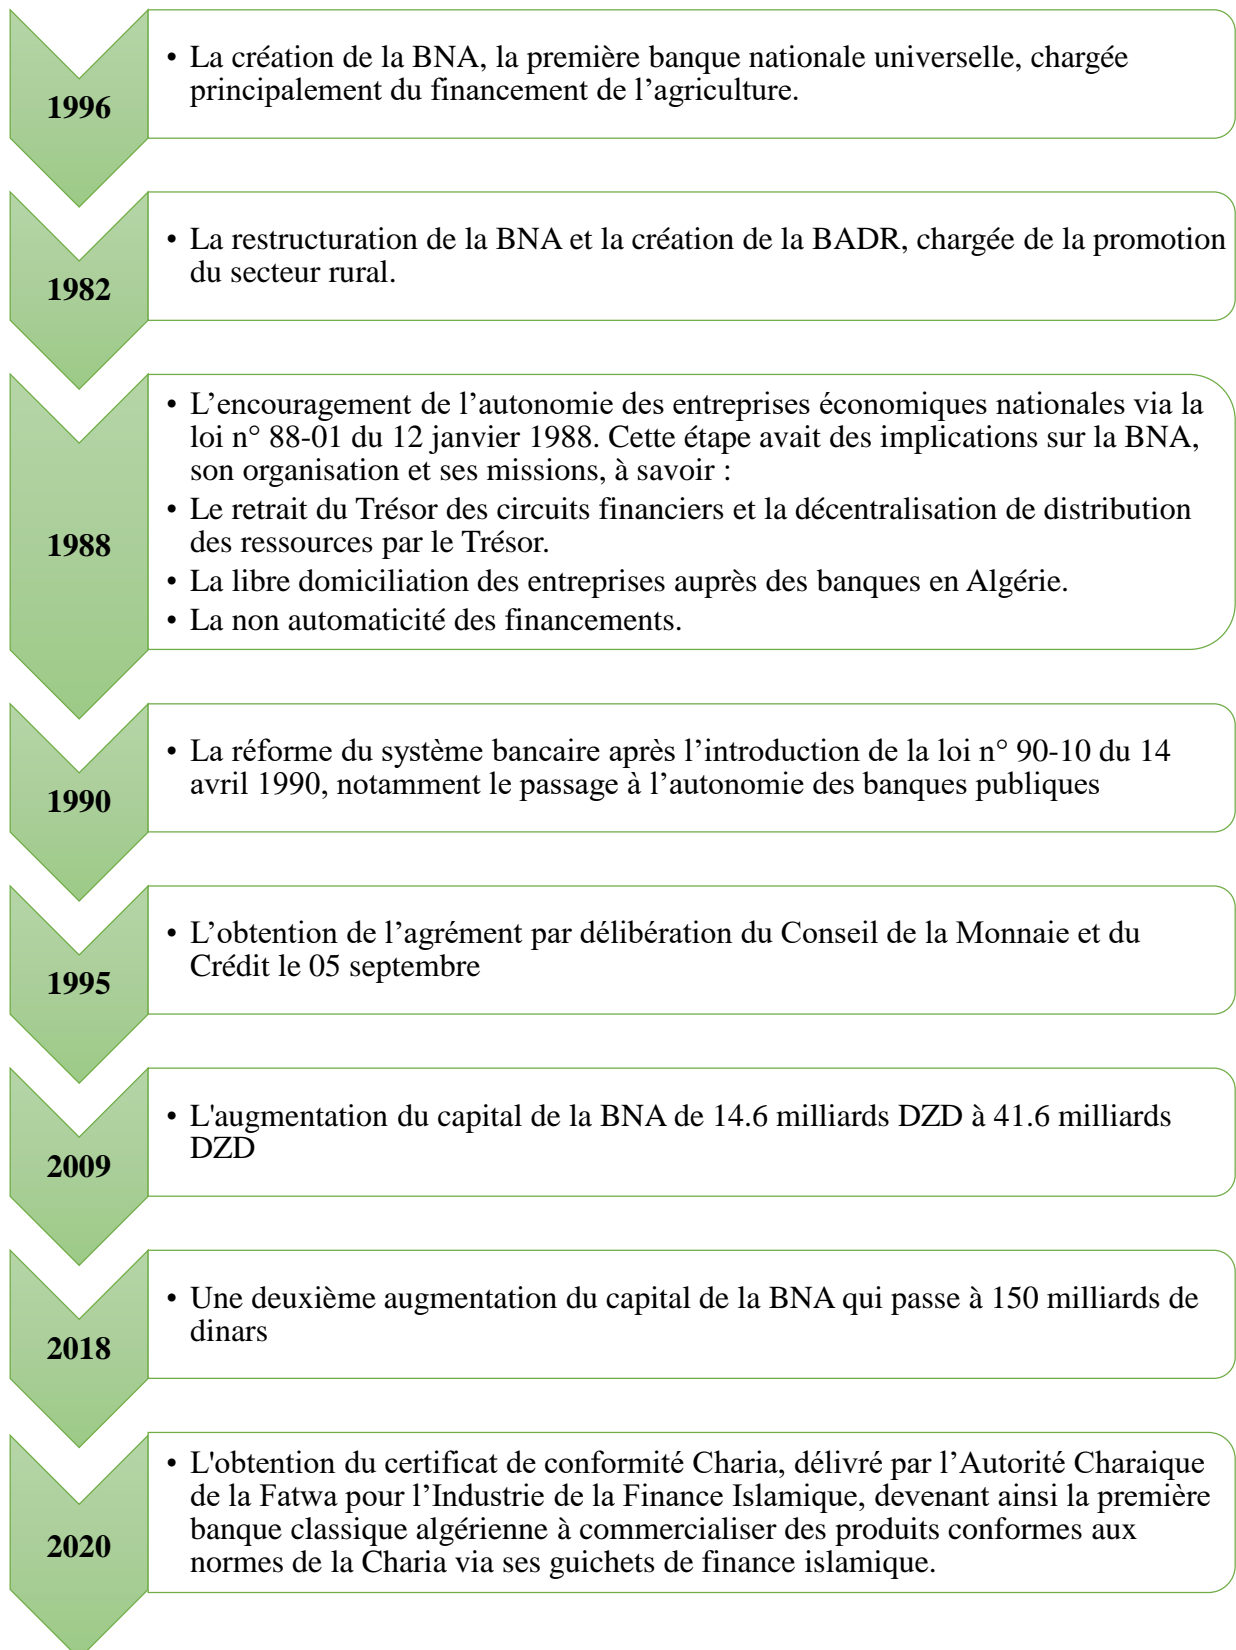 1996
• La création de la BNA, la première banque nationale universelle, chargée
principalement du financement de l’agriculture.
1982
• La restructuration de la BNA et la création de la BADR, chargée de la promotion
du secteur rural.
1988
• L’encouragement de l’autonomie des entreprises économiques nationales via la
loi n° 88-01 du 12 janvier 1988. Cette étape avait des implications sur la BNA,
son organisation et ses missions, à savoir :
• Le retrait du Trésor des circuits financiers et la décentralisation de distribution
des ressources par le Trésor.
• La libre domiciliation des entreprises auprès des banques en Algérie.
• La non automaticité des financements.
1990
• La réforme du système bancaire après l’introduction de la loi n° 90-10 du 14
avril 1990, notamment le passage à l’autonomie des banques publiques
1995
• L’obtention de l’agrément par délibération du Conseil de la Monnaie et du
Crédit le 05 septembre
2009
• L'augmentation du capital de la BNA de 14.6 milliards DZD à 41.6 milliards
DZD
2018
• Une deuxième augmentation du capital de la BNA qui passe à 150 milliards de
dinars
2020
• L'obtention du certificat de conformité Charia, délivré par l’Autorité Charaique
de la Fatwa pour l’Industrie de la Finance Islamique, devenant ainsi la première
banque classique algérienne à commercialiser des produits conformes aux
normes de la Charia via ses guichets de finance islamique.